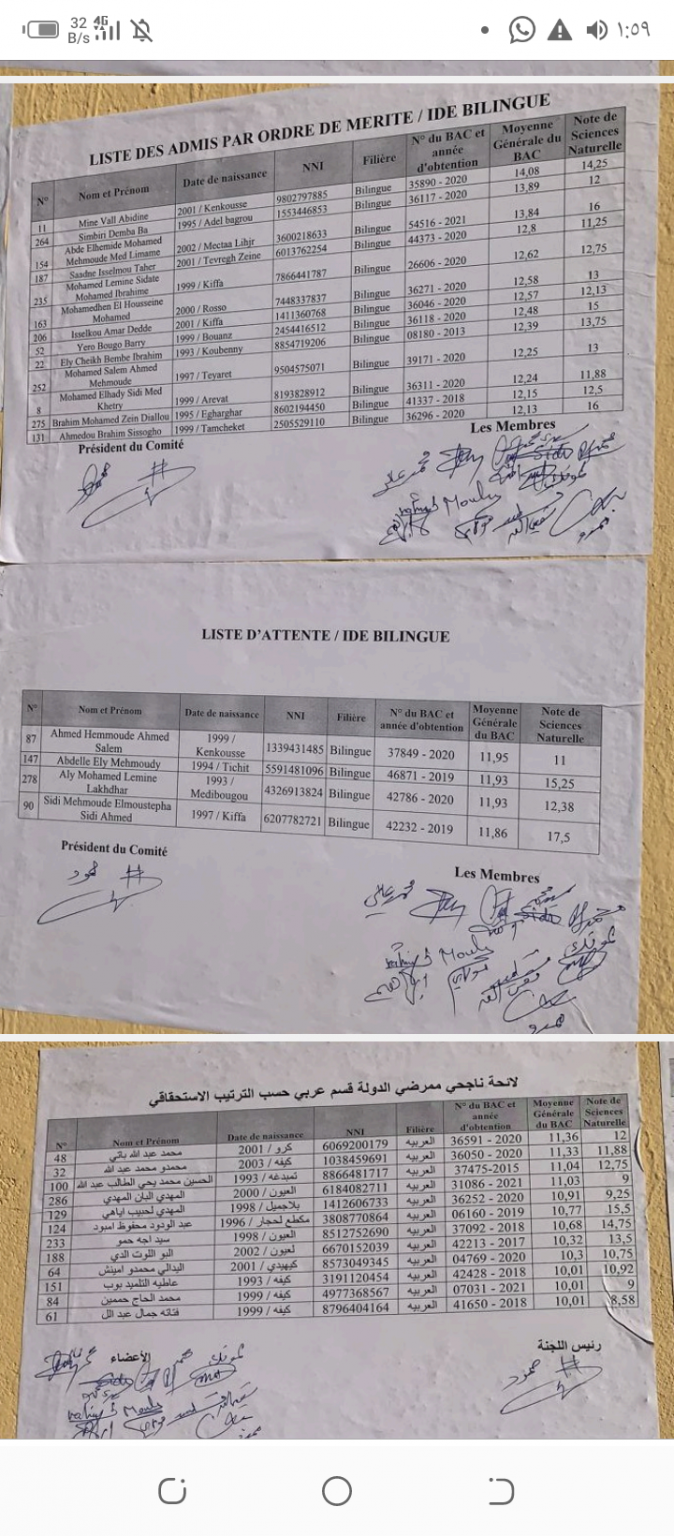 32 B/s 4G ١:٥٩
LISTE DES ADMIS PAR ORDRE DE MERITE / IDE BILINGUE
N° Nom et Prénom Date de naissance NNI Filière N° du BAC et année d'obtention Moyenne Générale du BAC Note de Sciences Naturelle
11 Mine Vall Abidine 2001 / Kenkousse 9802797885 Bilingue 35890 - 2020 14,08 14,25
264 Simbiri Demba Ba 1995 / Adel bagrou 1553446853 Bilingue 36117 - 2020 13,89 12
154 Abde Elhemide Mohamed Mehmoude Med Limame 2002 / Mectaa Lihjr 3600218633 Bilingue 54516 - 2021 13,84 16
187 Saadne Isselmou Taher 2001 / Tevregh Zeine 6013762254 Bilingue 44373 - 2020 12,8 11,25
235 Mohamed Lemine Sidate Mohamed Ibrahime 1999 / Kiffa 7866441787 Bilingue 26606 - 2020 12,62 12,75
163 Mohamedhen El Housseine Mohamed 2000 / Rosso 7448337837 Bilingue 36271 - 2020 12,58 13
206 Isselkou Amar Dedde 2001 / Kiffa 1411360768 Bilingue 36046 - 2020 12,57 12,13
52 Yero Bougo Barry 1999 / Bouanz 2454416512 Bilingue 36118 - 2020 12,48 15
22 Ely Cheikh Bembe Ibrahim 1993 / Koubenny 8854719206 Bilingue 08180 - 2013 12,39 13,75
252 Mohamed Salem Ahmed Mehmoude 1997 / Teyaret 9504575071 Bilingue 39171 - 2020 12,25 13
8 Mohamed Elhady Sidi Med Khetry 1999 / Arevat 8193828912 Bilingue 36311 - 2020 12,24 11,88
275 Brahim Mohamed Zein Diallou 1995 / Egharghar 8602194450 Bilingue 41337 - 2018 12,15 12,5
131 Ahmedou Brahim Sissogho 1999 / Tamcheket 2505529110 Bilingue 36296 - 2020 12,13 16
Président du Comité Les Membres
LISTE D'ATTENTE / IDE BILINGUE
N° Nom et Prénom Date de naissance NNI Filière N° du BAC et année d'obtention Moyenne Générale du BAC Note de Sciences Naturelle
87 Ahmed Hemmoude Ahmed Salem 1999 / Kenkousse 1339431485 Bilingue 37849 - 2020 11,95 11
147 Abdelle Ely Mehmoudy 1994 / Tichit 5591481096 Bilingue 46871 - 2019 11,93 15,25
278 Aly Mohamed Lemine Lakhdhar 1993 / Medibougou 4326913824 Bilingue 42786 - 2020 11,93 12,38
90 Sidi Mehmoude Elmoustepha Sidi Ahmed 1997 / Kiffa 6207782721 Bilingue 42232 - 2019 11,86 17,5
Président du Comité Les Membres
لائحة ناجحي ممرضي الدولة قسم عربي حسب الترتيب الاستحقاقي
N° Nom et Prénom Date de naissance NNI Filière N° du BAC et année d'obtention Moyenne Générale du BAC Note de Sciences Naturelle
48 محمد عبد الله باتي كرو / 2001 6069200179 العربيه 36591 - 2020 11,36 12
32 محمدو محمد عبد الله كيفه / 2003 1038459691 العربيه 36050 - 2020 11,33 11,88
100 الحسين محمد يحي الطالب عبد الله تمبدغه / 1993 8866481717 العربيه 37475-2015 11,04 12,75
286 المهدي البان المهدي العيون / 2000 6184082711 العربيه 31086 - 2021 11,03 9
129 المهدي لحبيب اباهي بلاجميل / 1998 1412606733 العربيه 36252 - 2020 10,91 9,25
124 عبد الودود محفوظ امبود مكطع لحجار / 1996 3808770864 العربيه 06160 - 2019 10,77 15,5
233 سيد اجه حمو العيون / 1998 8512752690 العربيه 37092 - 2018 10,68 14,75
188 البو اللوت الدي لعيون / 2002 6670152039 العربيه 42213 - 2017 10,32 13,5
64 البدالي محمدو امينش كيهيدي / 2001 8573049345 العربيه 04769 - 2020 10,3 10,75
151 عاطيه التلميد بوب كيفه / 1993 3191120454 العربيه 42428 - 2018 10,01 10,92
84 محمد الحاج حممين كيفه / 1999 4977368567 العربيه 07031 - 2021 10,01 9
61 فتاته جمال عبد الل كيفه / 1999 8796404164 العربيه 41650 - 2018 10,01 8,58
رئيس اللجنة الأعضاء